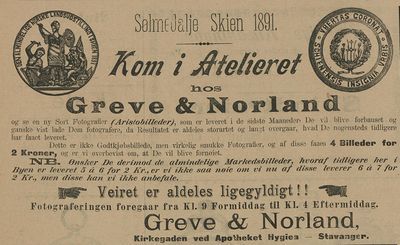 Sølmedalje Skien 1891.
Kom i Atelieret
hos
Greve & Norland
og se en ny Sort Fotografier (Aristobilleder), som er leveret i de sidste Maaneder. De vil blive forbauset og
ganske vist lade Dem fotografere, da Resultatet er aldeles storartet og langt overgaar, hvad De nogensteds tidligere
har faaet leveret.
Dette er ikke Godtkjøbsbillede, men virkelig smukke Fotografier, og af disse faaes 4 Billeder for
2 Kroner, og er vi overbevist om, at De vil blive fornøiet.
NB. Ønsker De derimod de almindelige Markedsbilleder, hvoraf tidligere her i
Byen er leveret 5 a 6 for 2 Kr., er vi ikke saa nøie om vi nu af disse leverer 6 à 7 for
2 Kr., men disse kan vi ikke anbefale.
Veiret er aldeles ligegyldigt!!
Fotograferingen foregaar fra Kl. 9 Formiddag til Kl. 4 Eftermiddag.
Greve & Norland,
Kirkegaden ved Apotheket Hygiea — Stavanger.